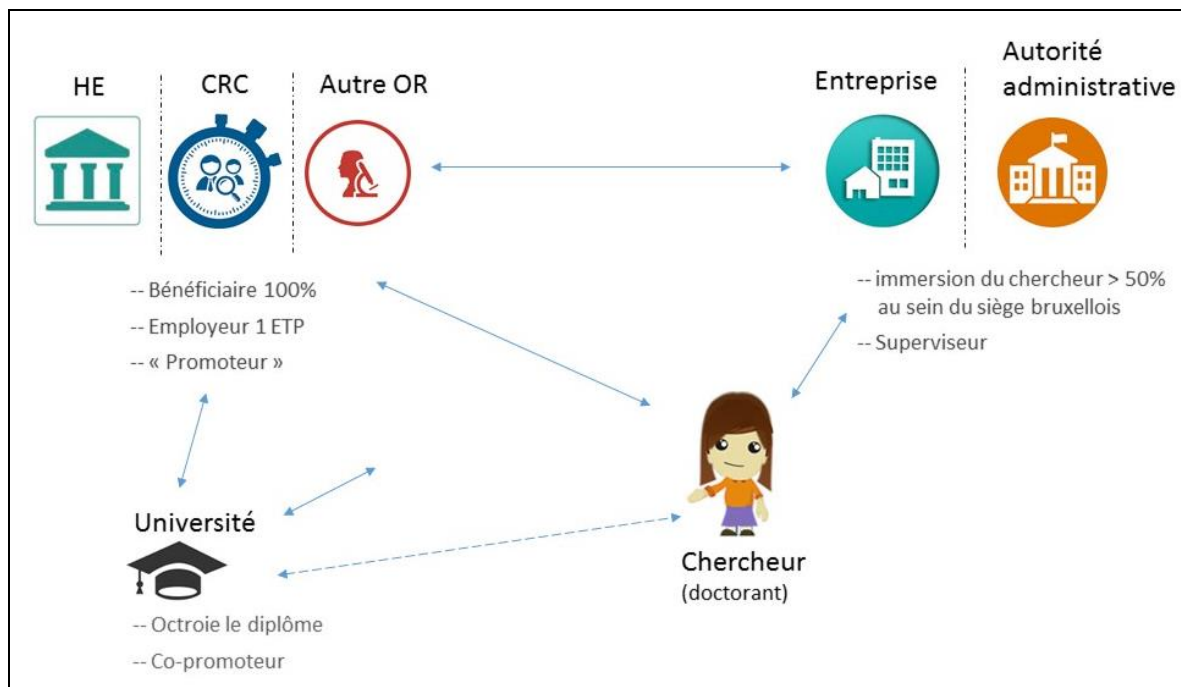 HE
CRC
Autre OR
Entreprise
Autorité
administrative
-- Bénéficiaire 100%
-- Employeur 1 ETP
-- « Promoteur »
-- immersion du chercheur > 50%
au sein du siège bruxellois
-- Superviseur
Université
-- Octroie le diplôme
-- Co-promoteur
Chercheur
(doctorant)